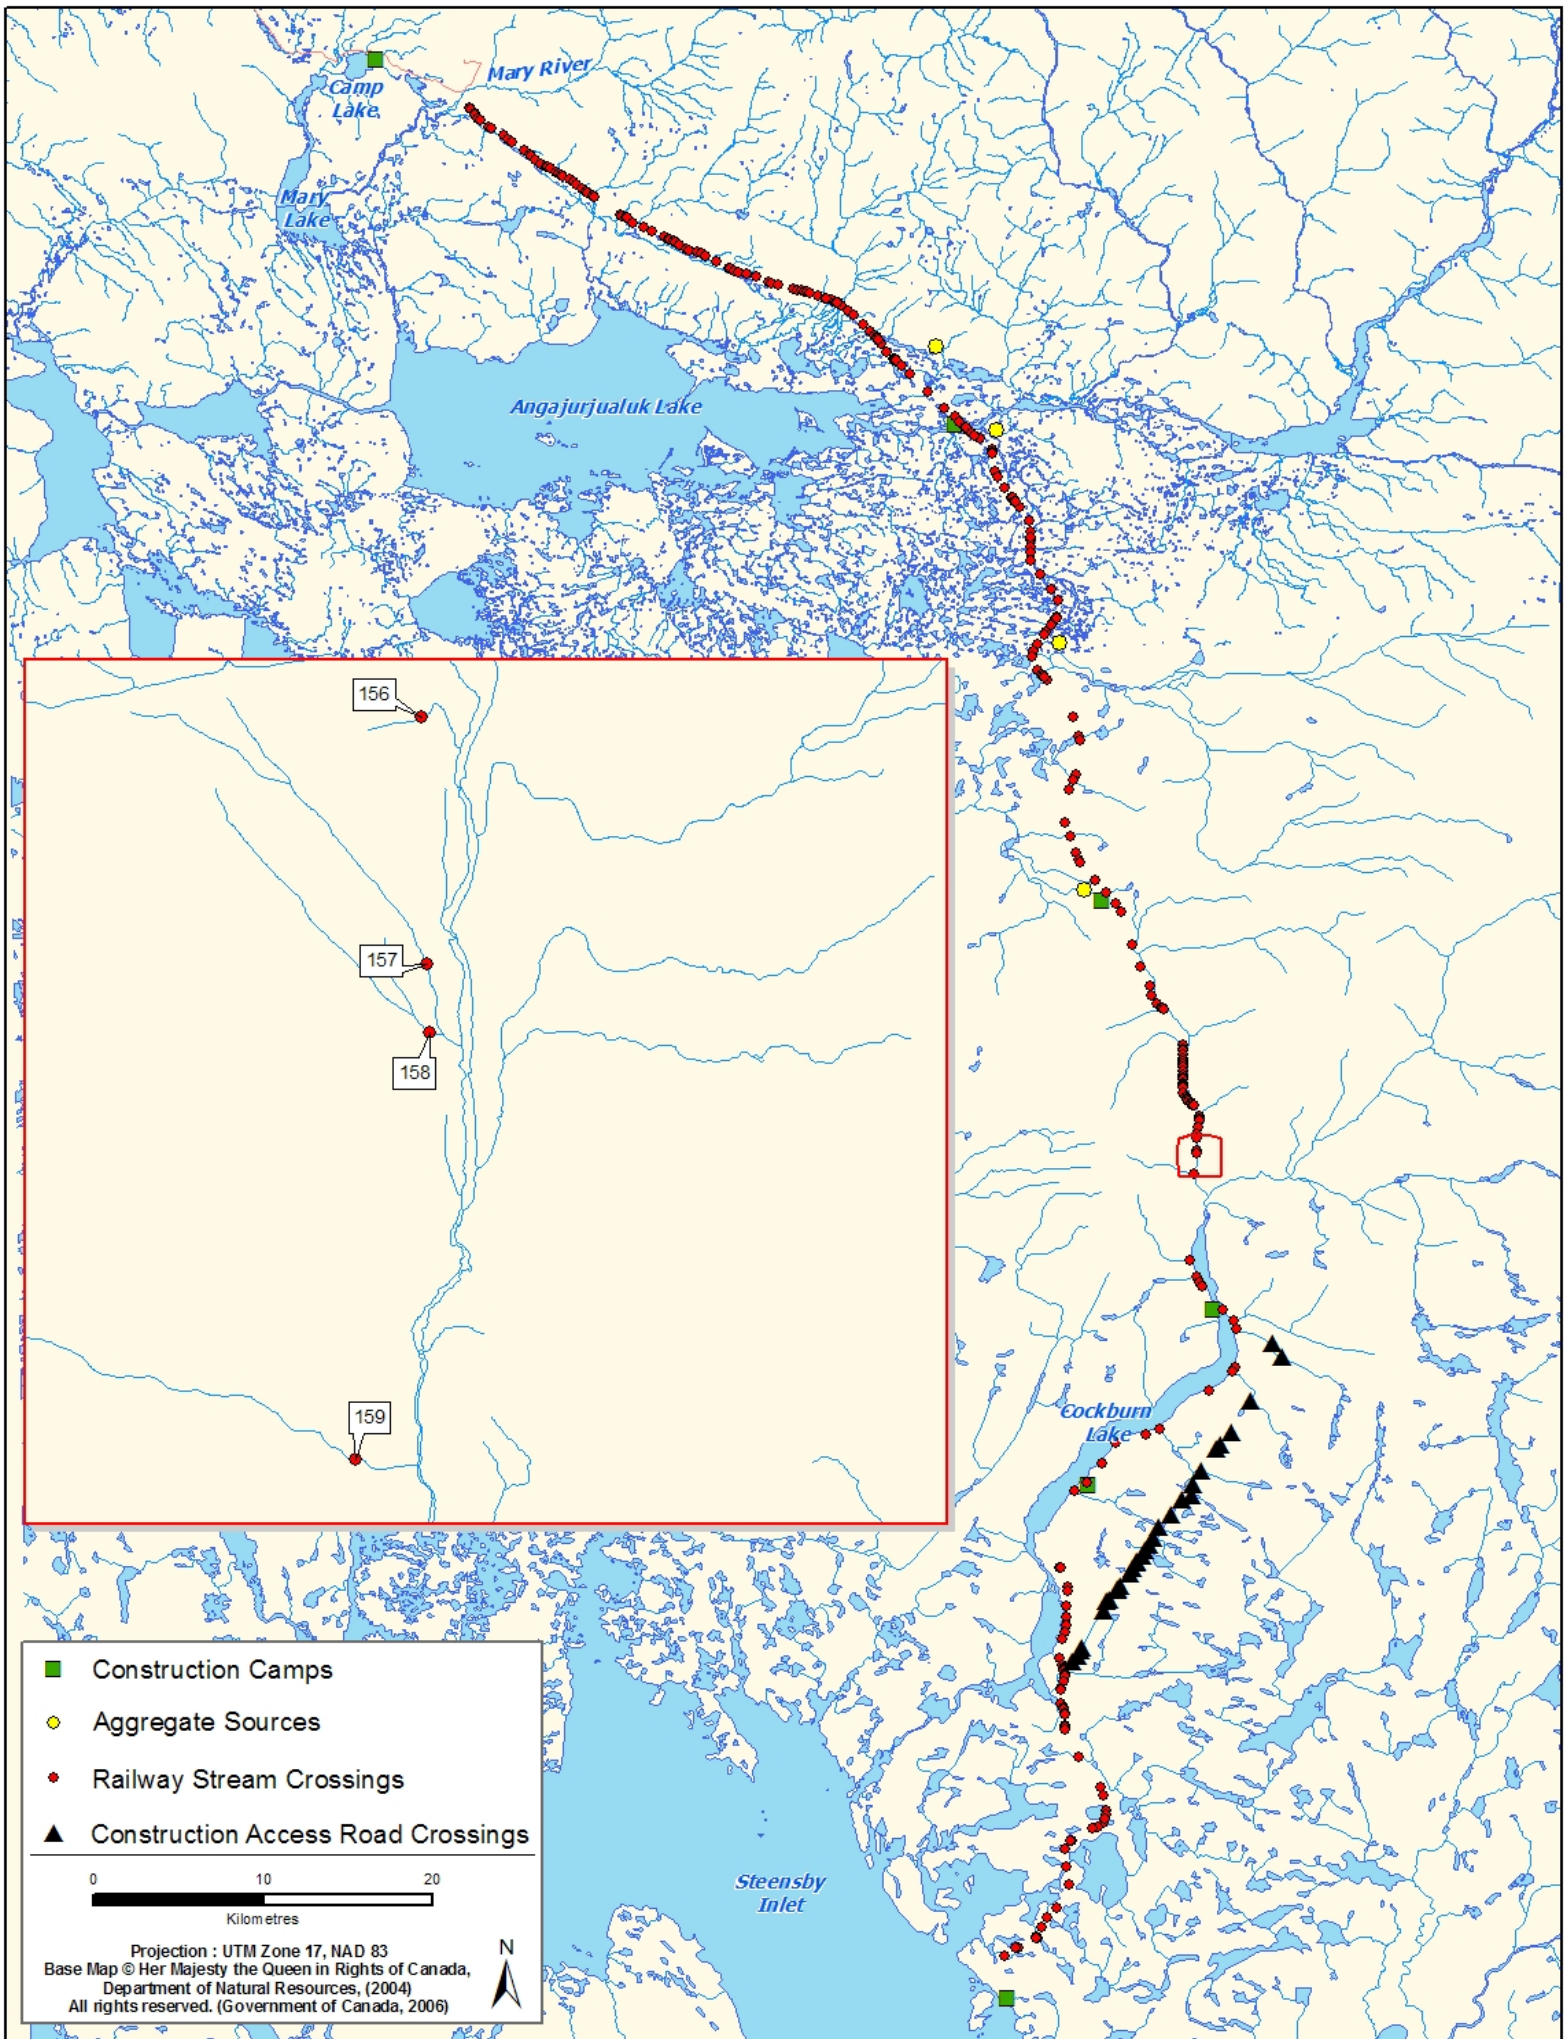 Mary River
Camp
Lake
Mary
Lake
Angajurjualuk Lake
156
157
158
159
Cockburn
Lake
Steensby
Inlet
Construction Camps
Aggregate Sources
Railway Stream Crossings
Construction Access Road Crossings
0 10 20
Kilometres
Projection : UTM Zone 17, NAD 83
Base Map © Her Majesty the Queen in Rights of Canada,
Department of Natural Resources, (2004)
All rights reserved. (Government of Canada, 2006)
N